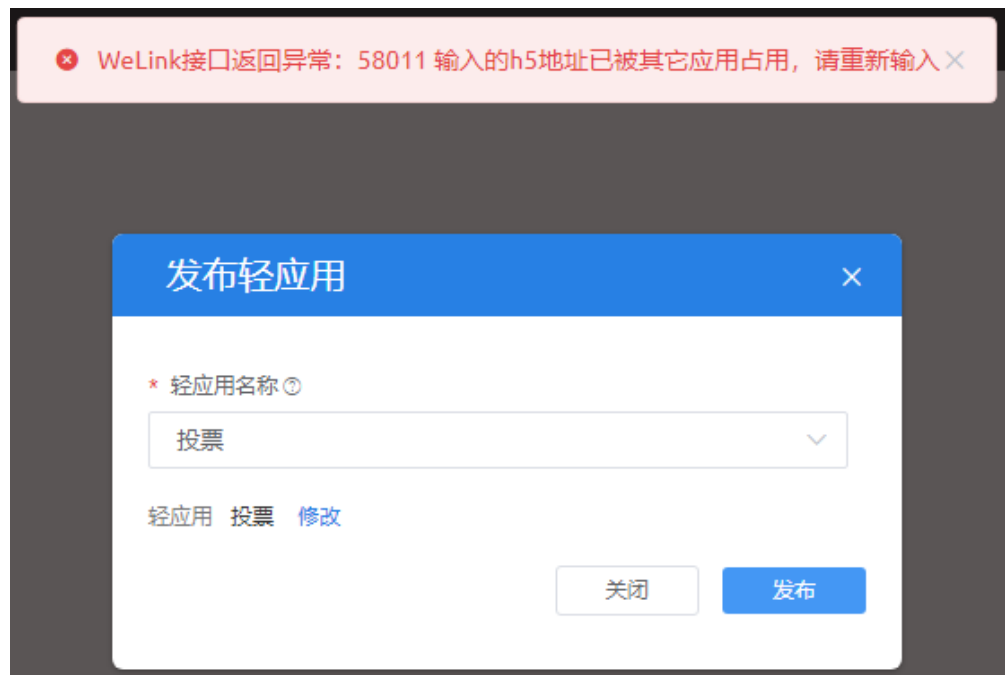 WeLink接口返回异常：58011 输入的h5地址已被其它应用占用，请重新输入
发布轻应用
* 轻应用名称
投票
轻应用 投票 修改
关闭 发布